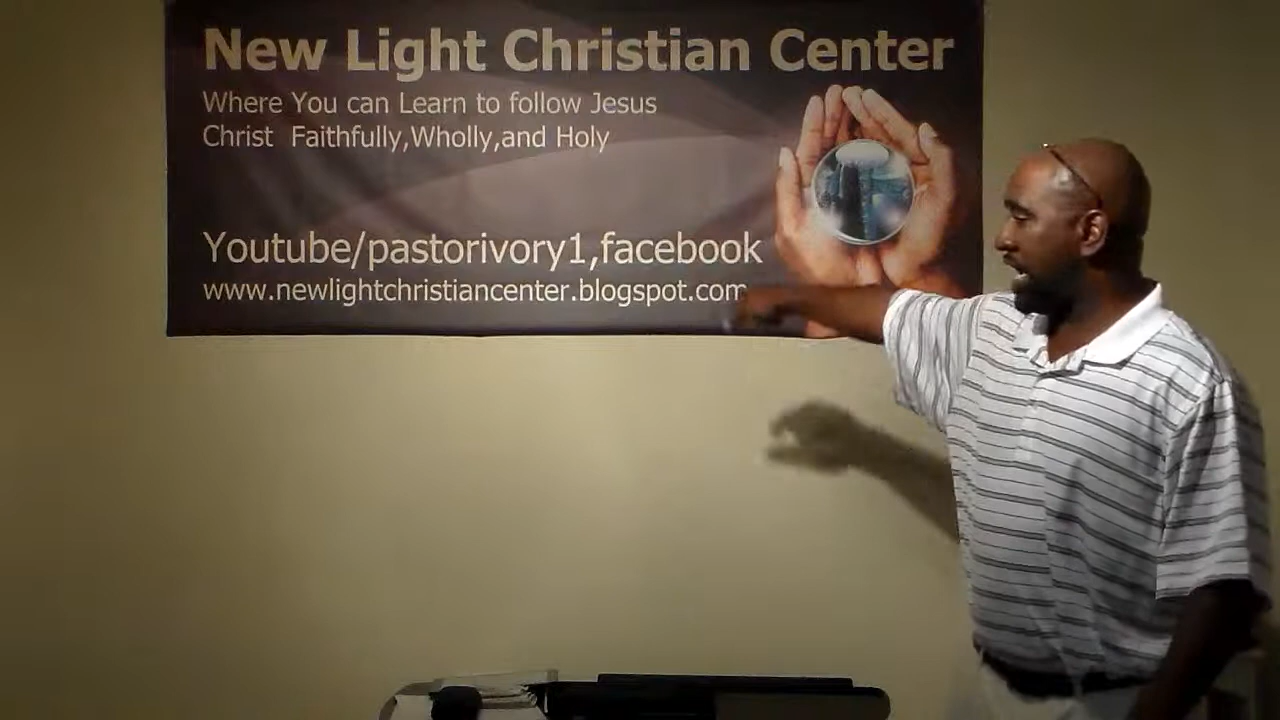 New Light Christian Center
Where You can Learn to follow Jesus
Christ Faithfully,Wholly,and Holy
Youtube/pastorivory1,facebook
www.newlightchristiancenter.blogspot.com